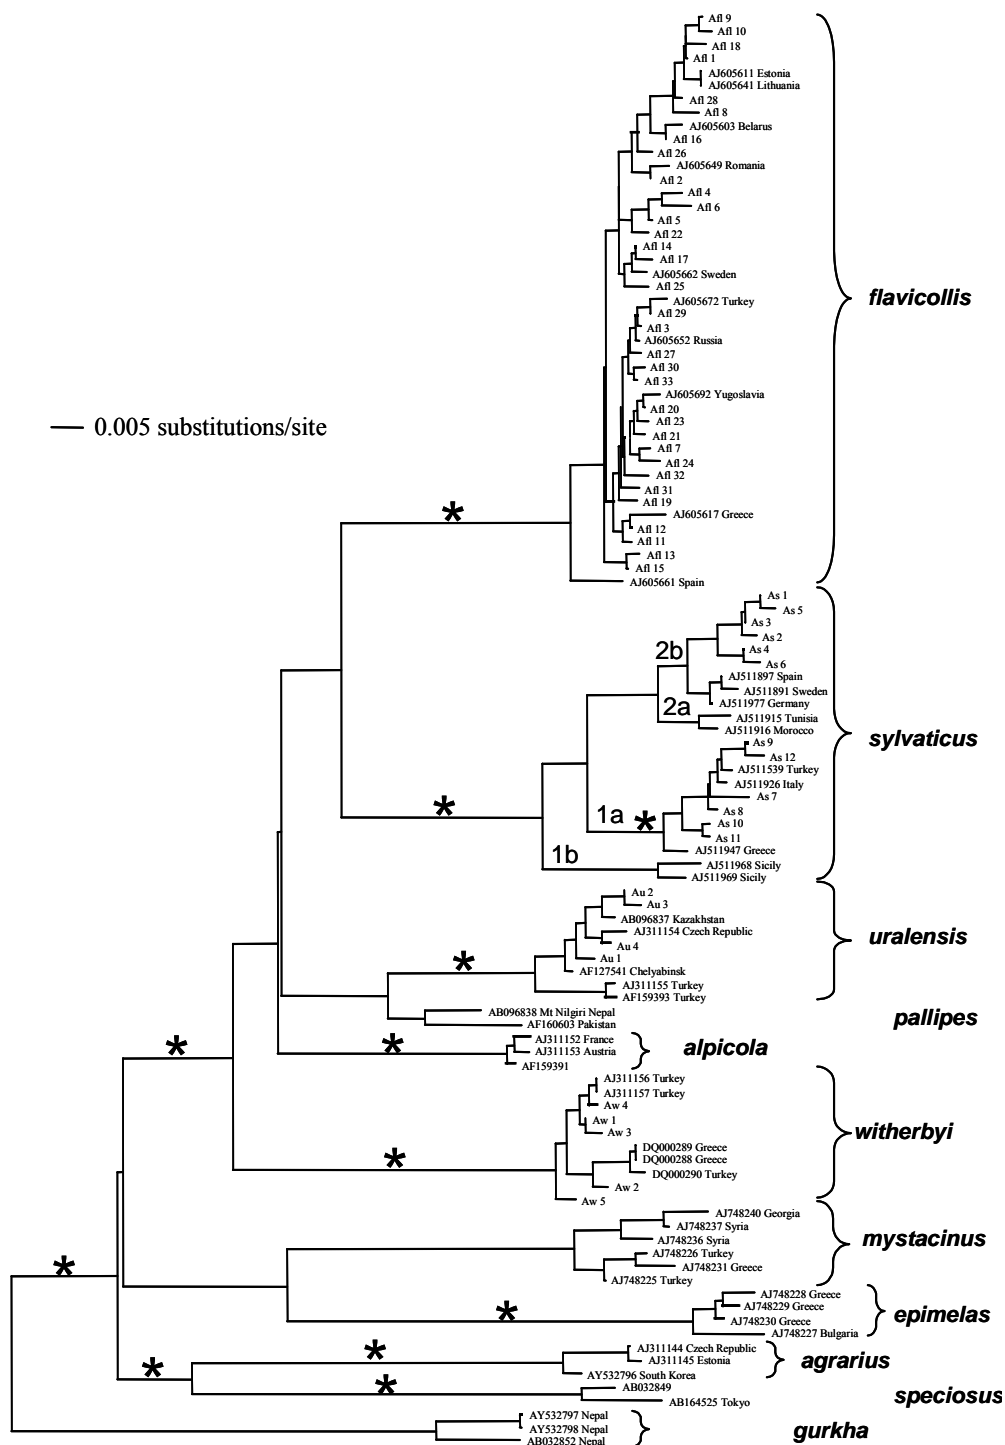 Afl 9
Afl 10
Afl 18
Afl 1
AJ605611 Estonia
AJ605641 Lithuania
Afl 28
Afl 8
AJ605603 Belarus
Afl 16
Afl 26
AJ605649 Romania
Afl 2
Afl 4
Afl 6
Afl 5
Afl 22
Afl 14
Afl 17
AJ605662 Sweden
Afl 25
flavicollis
AJ605672 Turkey
Afl 29
Afl 3
AJ605652 Russia
Afl 27
Afl 30
Afl 33
AJ605692 Yugoslavia
Afl 20
Afl 23
0.005 substitutions/site
Afl 21
Afl 7
Afl 24
Afl 32
Afl 31
Afl 19
*
AJ605617 Greece
Afl 12
Afl 11
Afl 13
Afl 15
AJ605661 Spain
As 1
As 5
As 3
As 2
2b
As 4
As 6
AJ511897 Spain
AJ511891 Sweden
AJ511977 Germany
2a
AJ511915 Tunisia
AJ511916 Morocco
sylvaticus
As 9
As 12
AJ511539 Turkey
AJ511926 Italy
As 7
*
1a
*
As 8
As 10
As 11
AJ511947 Greece
1b
AJ511968 Sicily
AJ511969 Sicily
Au 2
Au 3
AB096837 Kazakhstan
AJ311154 Czech Republic
uralensis
Au 4
Au 1
*
AF127541 Chelyabinsk
AJ311155 Turkey
AF159393 Turkey
AB096838 Mt Nilgiri Nepal
pallipes
AF160603 Pakistan
*
*
AJ311152 France
AJ311153 Austria
alpicola
AF159391
AJ311156 Turkey
AJ311157 Turkey
Aw 4
Aw 1
Aw 3
witherbyi
DQ000289 Greece
*
DQ000288 Greece
DQ000290 Turkey
Aw 2
Aw 5
AJ748240 Georgia
AJ748237 Syria
AJ748236 Syria
mystacinus
AJ748226 Turkey
*
AJ748231 Greece
AJ748225 Turkey
AJ748228 Greece
*
AJ748229 Greece
epimelas
AJ748230 Greece
AJ748227 Bulgaria
*
AJ311144 Czech Republic
*
AJ311145 Estonia
agrarius
AY532796 South Korea
*
AB032849
speciosus
AB164525 Tokyo
AY532797 Nepal
AY532798 Nepal
gurkha
AB032852 Nepal